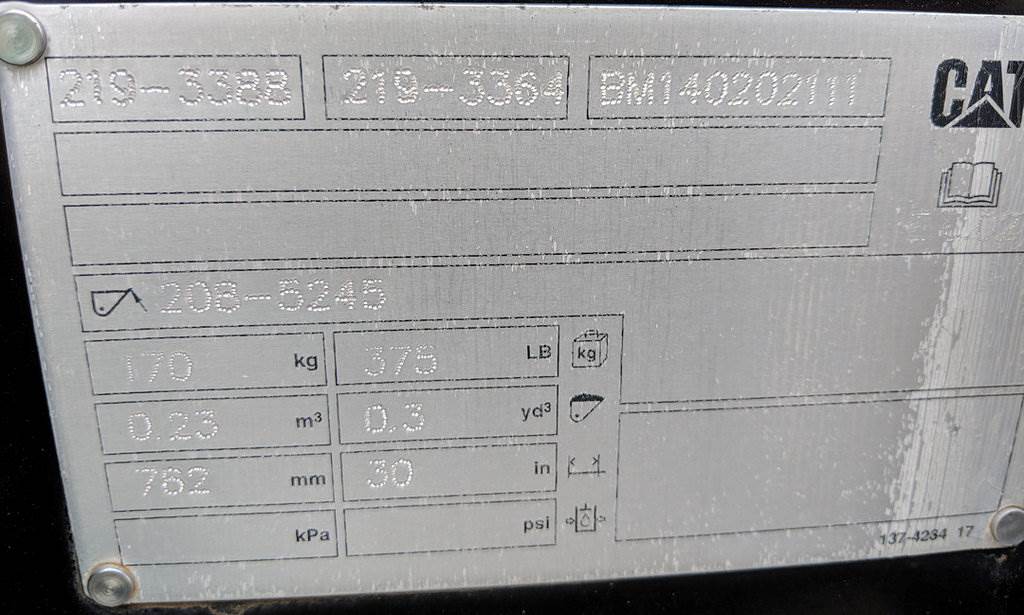 219-3388 219-3364 BM140202111
CAT
208-5245
170 kg 375 LB kg
0.23 m³ 0.3 yd³
762 mm 30 in
kPa psi
137-4234 17